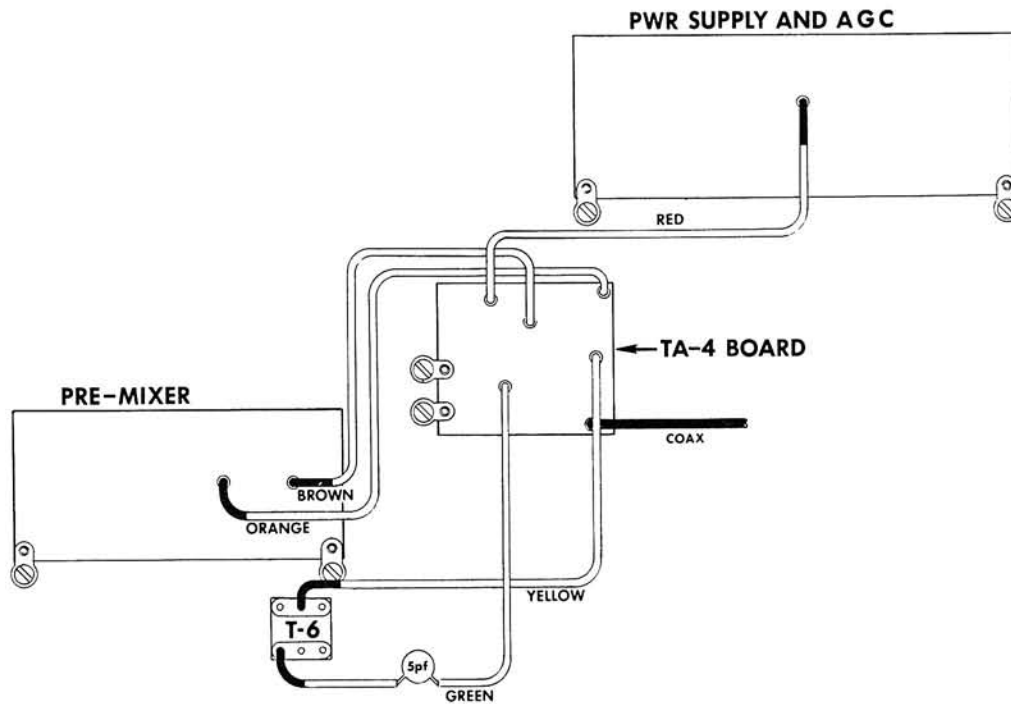 PWR SUPPLY AND AGC
RED
TA-4 BOARD
PRE-MIXER
COAX
BROWN
ORANGE
YELLOW
T-6
5pf
GREEN